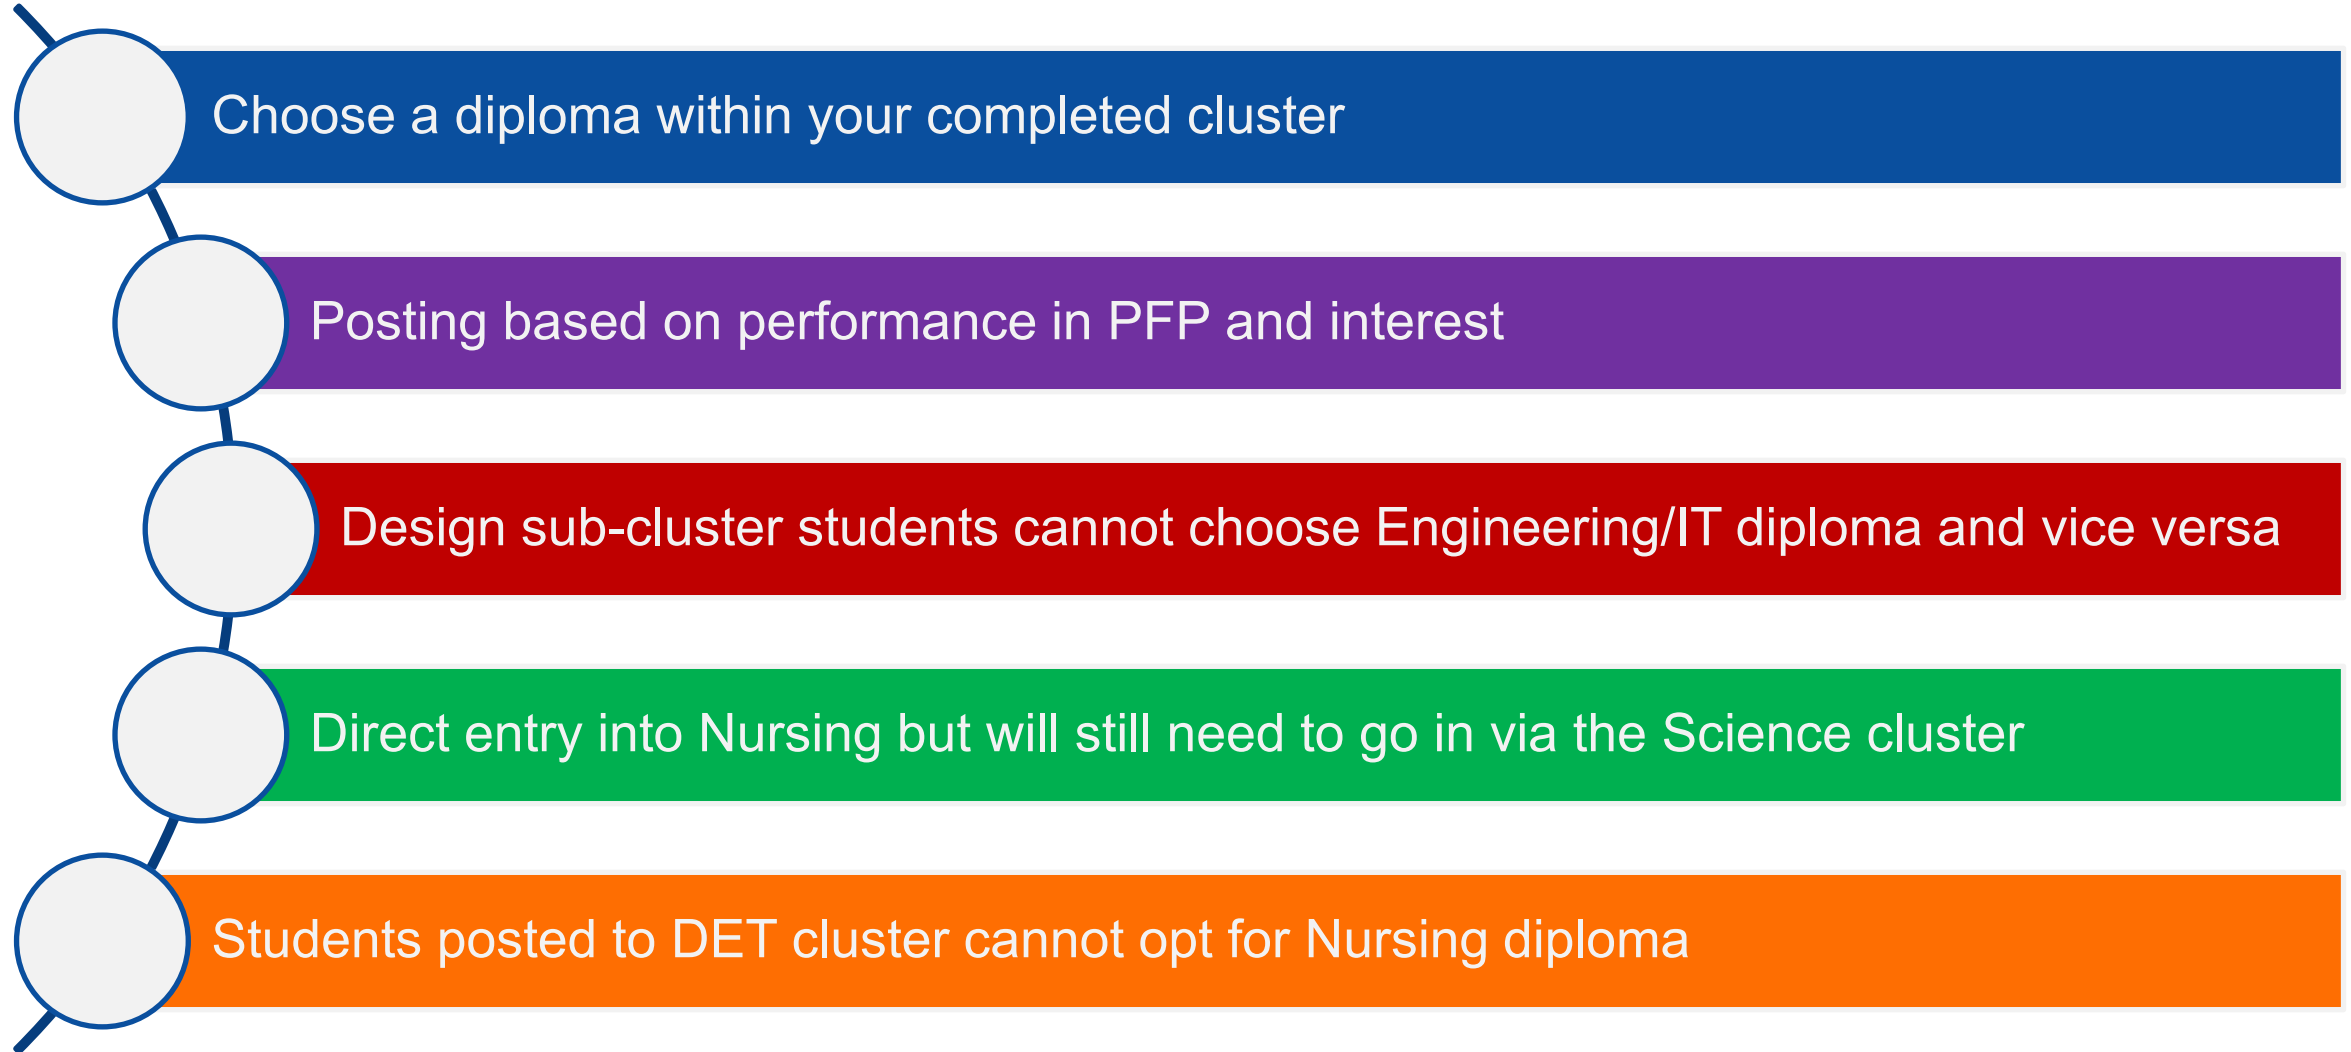 Choose a diploma within your completed cluster
Posting based on performance in PFP and interest
Design sub-cluster students cannot choose Engineering/IT diploma and vice versa
Direct entry into Nursing but will still need to go in via the Science cluster
Students posted to DET cluster cannot opt for Nursing diploma